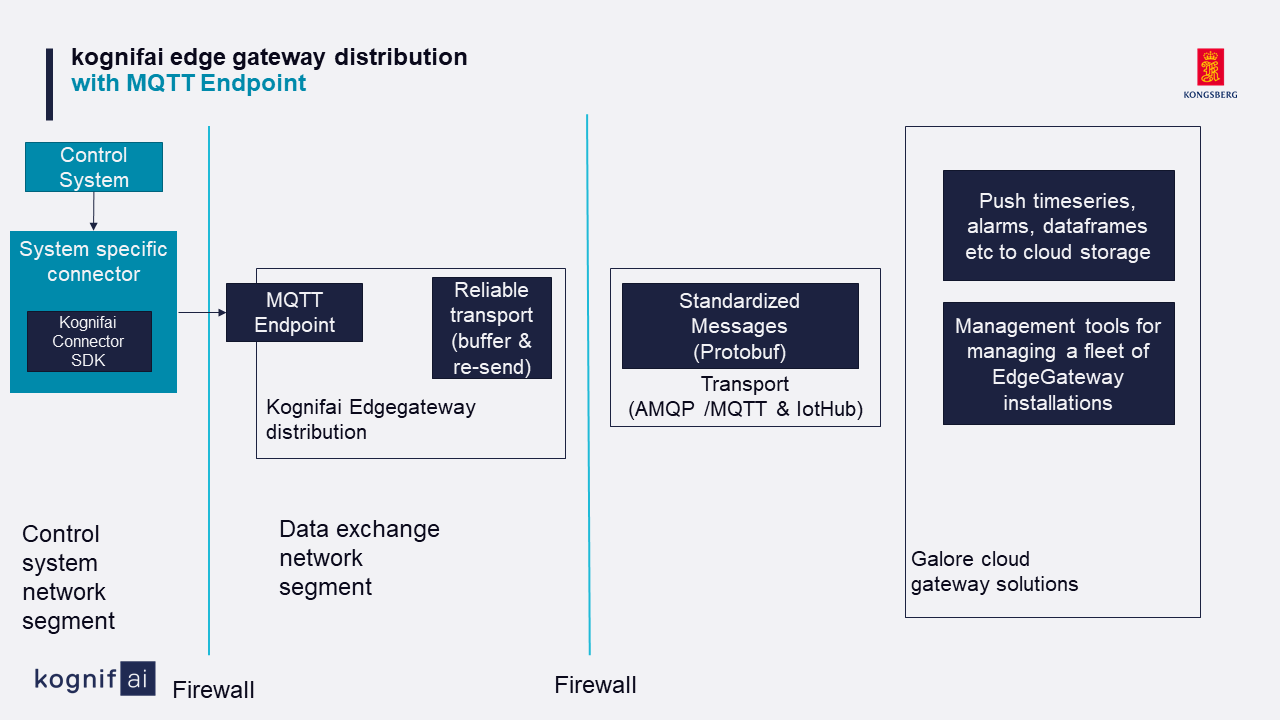 kognifai edge gateway distribution
with MQTT Endpoint
KONGSBERG
Control
System
System specific
connector
Kognifai
Connector
SDK
MQTT
Endpoint
Reliable
transport
(buffer &
re-send)
Kognifai Edgegateway
distribution
Standardized
Messages
(Protobuf)
Transport
(AMQP /MQTT & IotHub)
Push timeseries,
alarms, dataframes
etc to cloud storage
Management tools for
managing a fleet of
EdgeGateway
installations
Galore cloud
gateway solutions
Control
system
network
segment
Data exchange
network
segment
kognifai
Firewall
Firewall